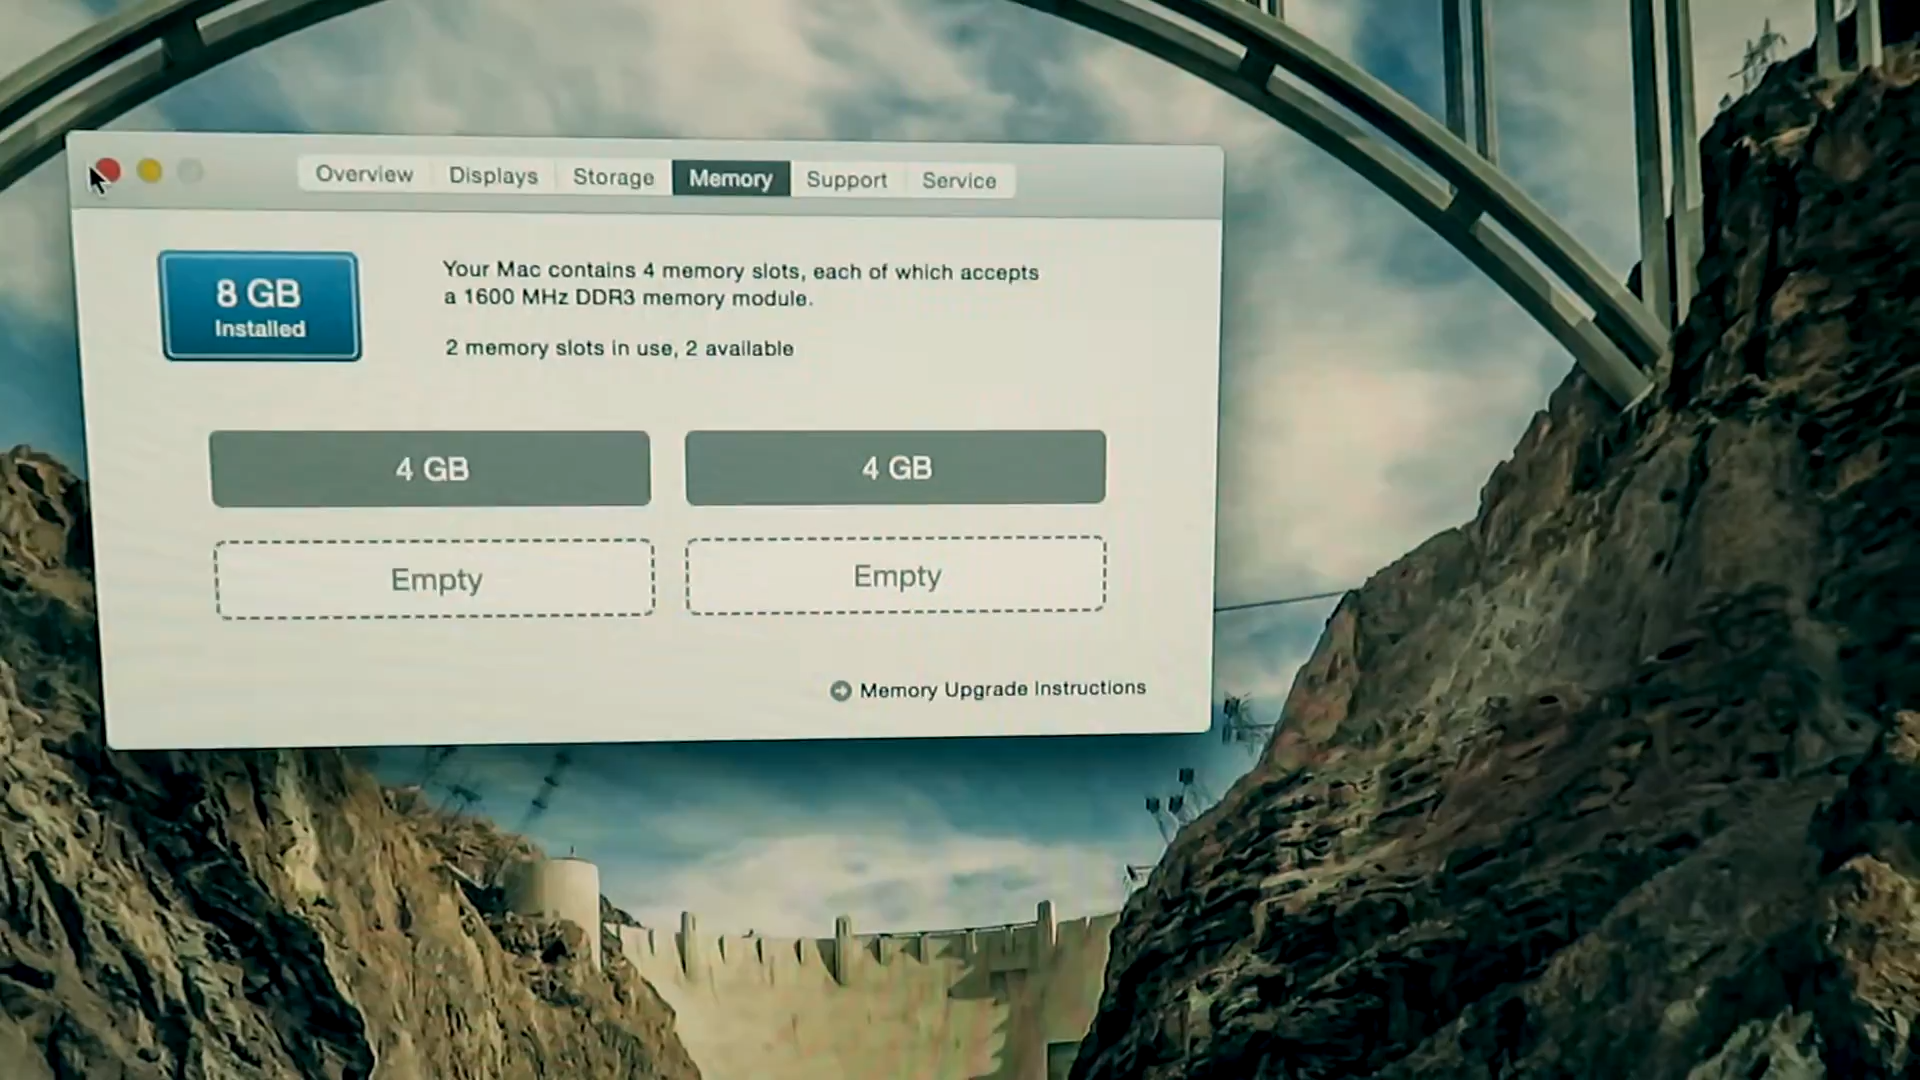 Overview Displays Storage Memory Support Service
8 GB
Installed
Your Mac contains 4 memory slots, each of which accepts
a 1600 MHz DDR3 memory module.
2 memory slots in use, 2 available
4 GB 4 GB
Empty Empty
Memory Upgrade Instructions